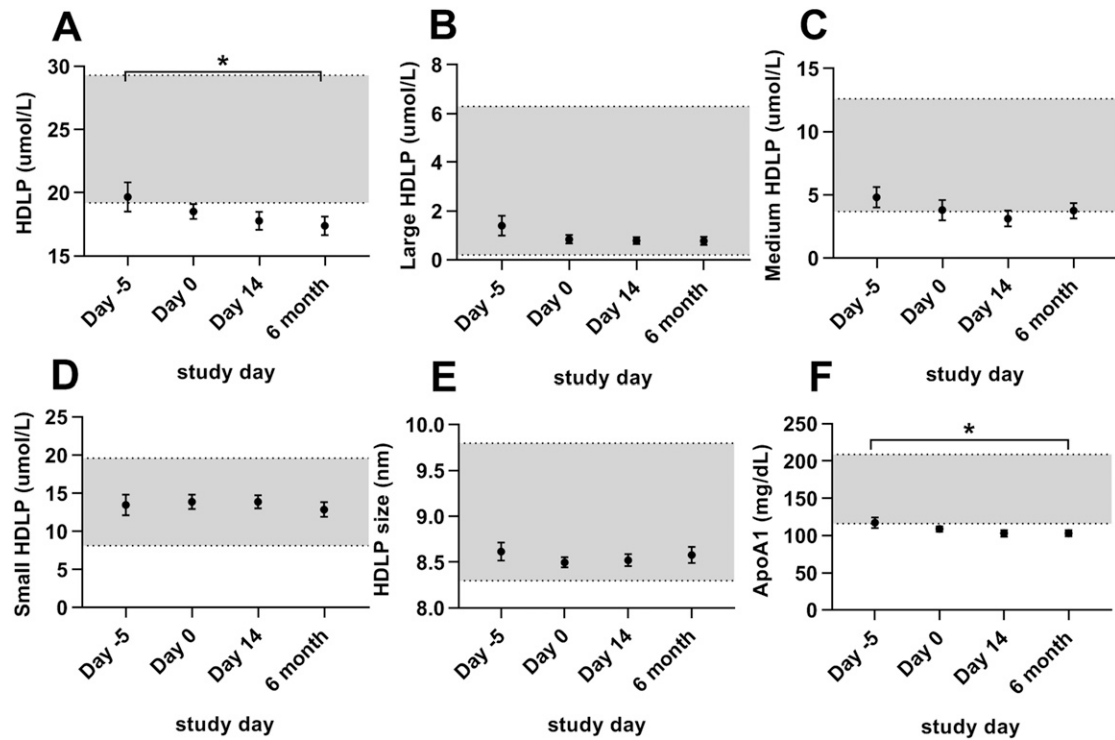 A
*
HDLP (umol/L)
30
25
20
15
Day -5
Day 0
Day 14
6 month
study day
B
Large HDLP (umol/L)
8
6
4
2
0
Day -5
Day 0
Day 14
6 month
study day
C
Medium HDLP (umol/L)
15
10
5
0
Day -5
Day 0
Day 14
6 month
study day
D
Small HDLP (umol/L)
25
20
15
10
5
0
Day -5
Day 0
Day 14
6 month
study day
E
HDLP size (nm)
10.0
9.5
9.0
8.5
8.0
Day -5
Day 0
Day 14
6 month
study day
F
*
ApoA1 (mg/dL)
250
200
150
100
50
0
Day -5
Day 0
Day 14
6 month
study day